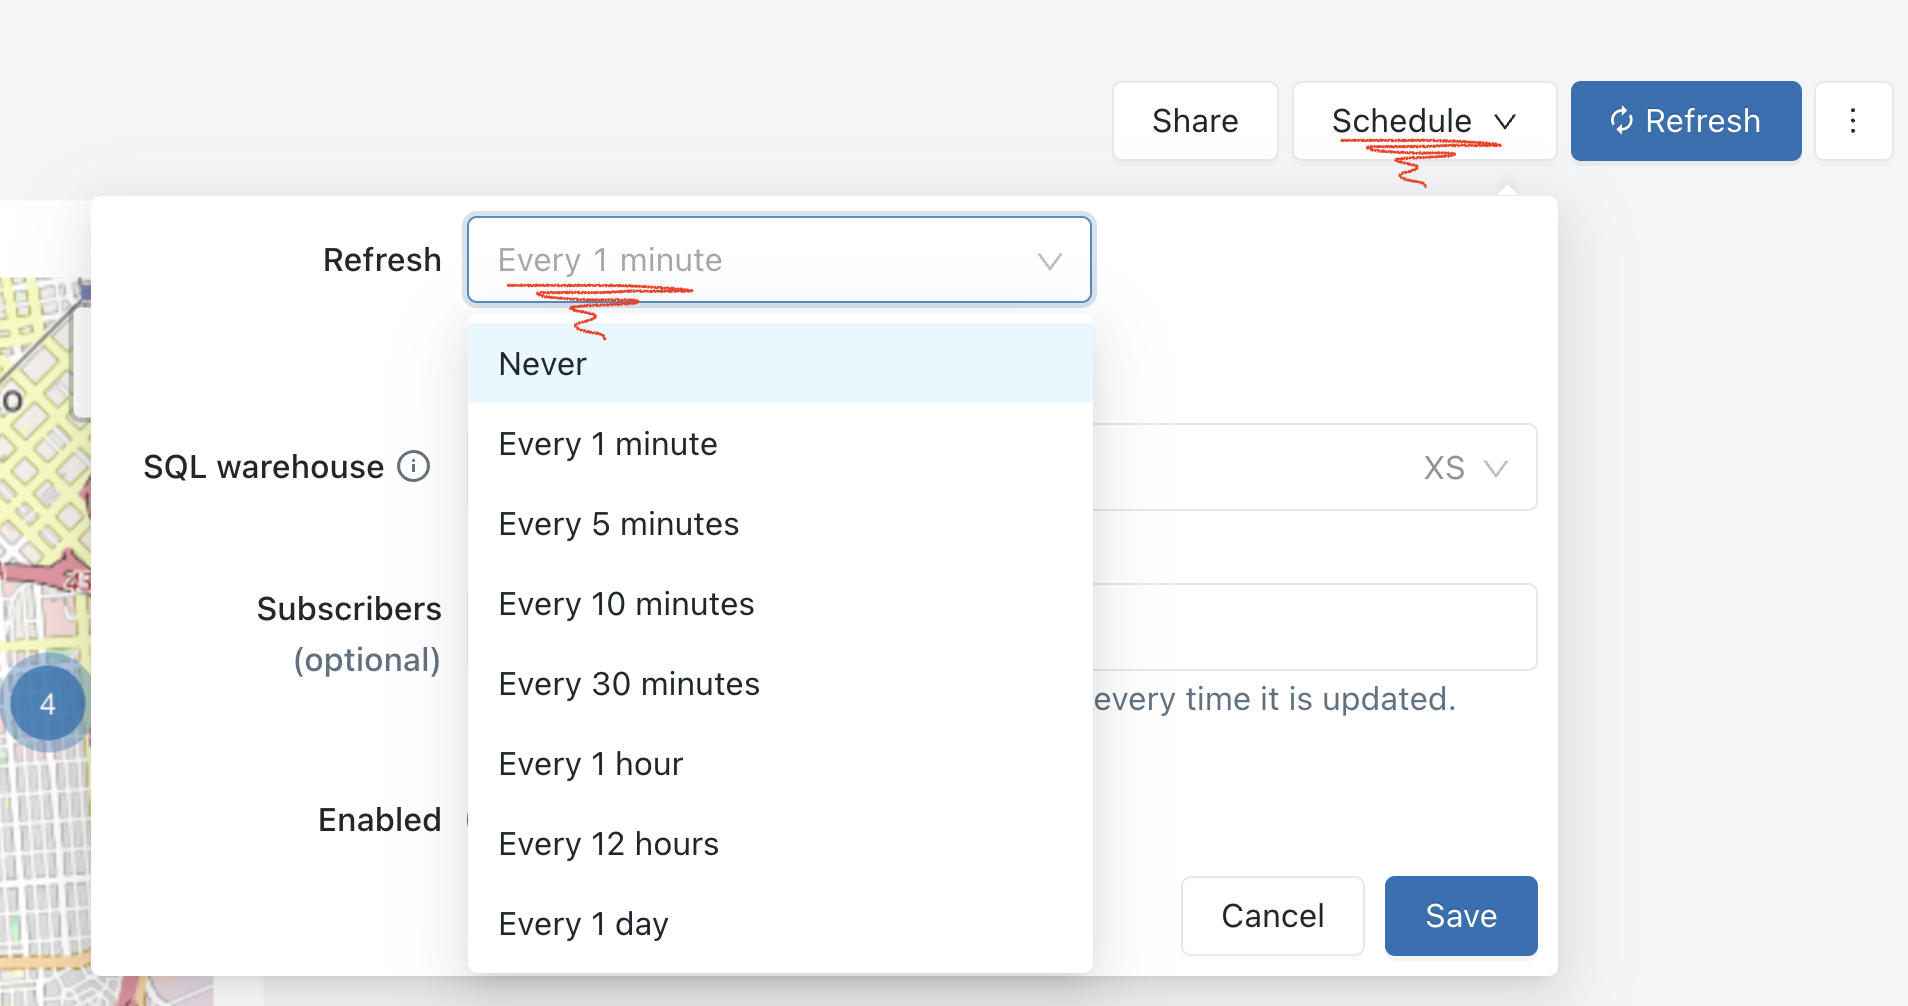 Share
Schedule
Refresh
Refresh
Every 1 minute
Never
Every 1 minute
Every 5 minutes
Every 10 minutes
Every 30 minutes
Every 1 hour
Every 12 hours
Every 1 day
SQL warehouse
XS
Subscribers
(optional)
every time it is updated.
Enabled
4
Cancel
Save